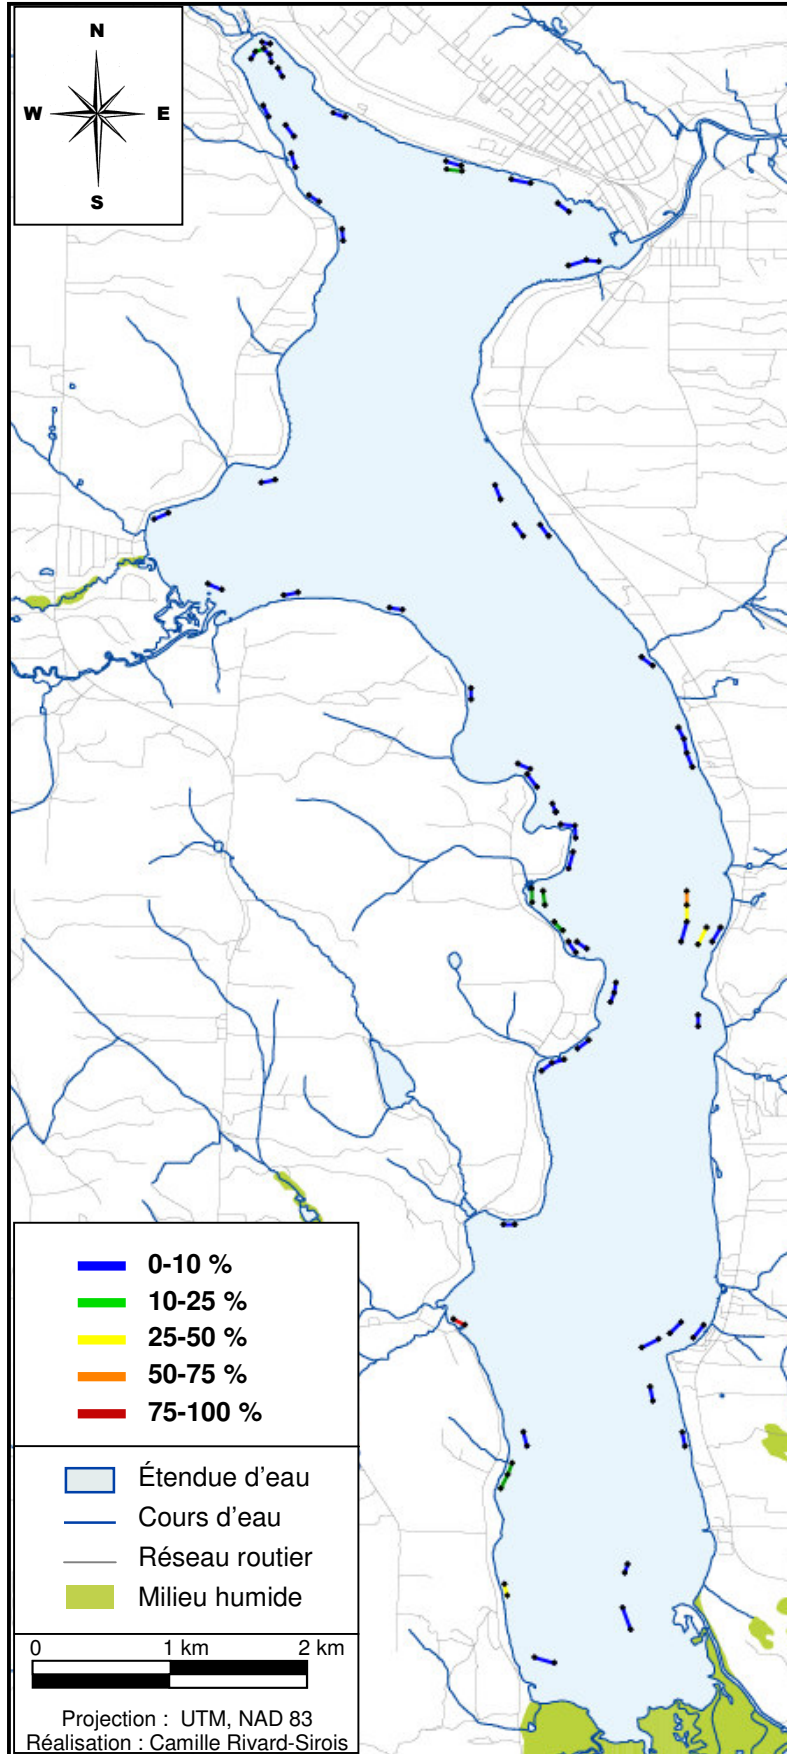 N
W E
S
0-10 %
10-25 %
25-50 %
50-75 %
75-100 %
Étendue d'eau
Cours d'eau
Réseau routier
Milieu humide
0 1 km 2 km
Projection : UTM, NAD 83
Réalisation : Camille Rivard-Sirois